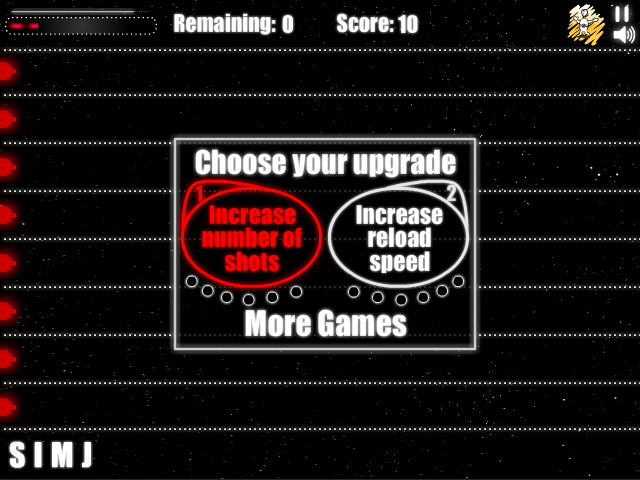 Remaining: 0 Score: 10
Choose your upgrade
1 2
Increase number of shots
Increase reload speed
More Games
S I M J